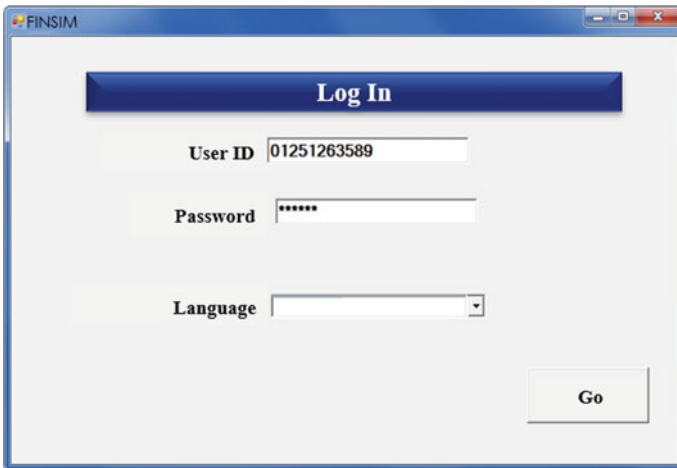 FINSIM
Log In
User ID 01251263589
Password ******
Language
Go